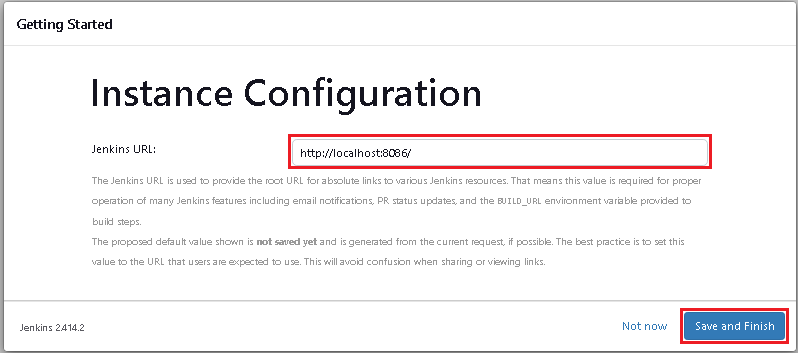 Getting Started
Instance Configuration
Jenkins URL:
http://localhost:8086/
The Jenkins URL is used to provide the root URL for absolute links to various Jenkins resources. That means this value is required for proper
operation of many Jenkins features including email notifications, PR status updates, and the BUILD_URL environment variable provided to
build steps.
The proposed default value shown is not saved yet and is generated from the current request, if possible. The best practice is to set this
value to the URL that users are expected to use. This will avoid confusion when sharing or viewing links.
Jenkins 2.414.2
Not now
Save and Finish